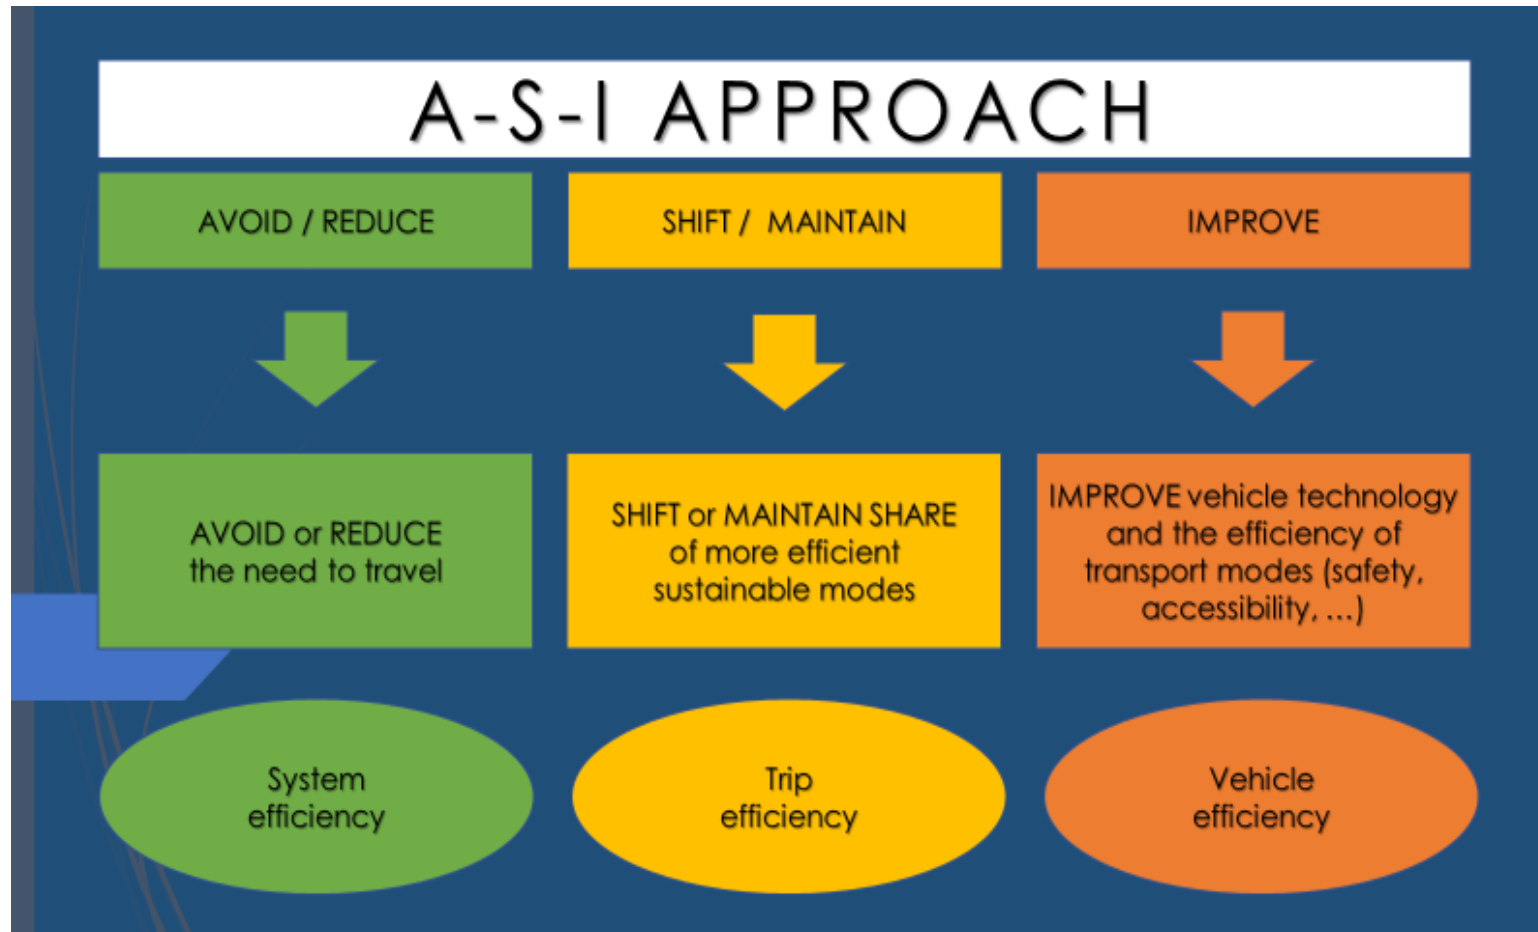 A-S-I APPROACH
AVOID / REDUCE
SHIFT / MAINTAIN
IMPROVE
AVOID or REDUCE
the need to travel
SHIFT or MAINTAIN SHARE
of more efficient
sustainable modes
IMPROVE vehicle technology
and the efficiency of
transport modes (safety,
accessibility, ...)
System
efficiency
Trip
efficiency
Vehicle
efficiency